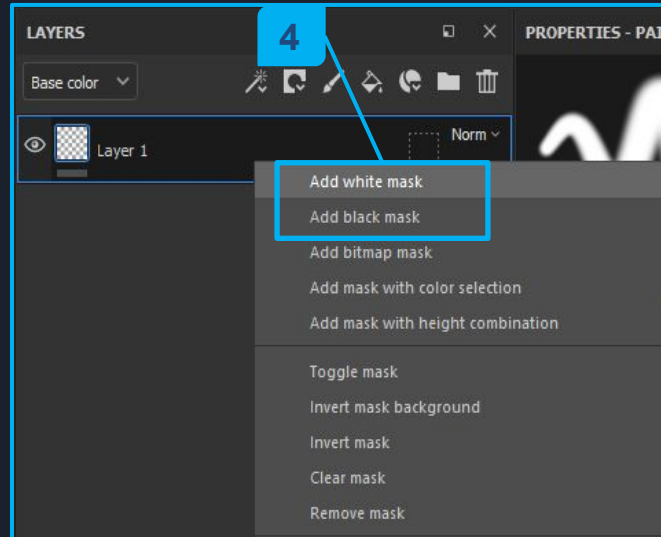 LAYERS
4
PROPERTIES - PAI
Base color
Layer 1
Norm
Add white mask
Add black mask
Add bitmap mask
Add mask with color selection
Add mask with height combination
Toggle mask
Invert mask background
Invert mask
Clear mask
Remove mask